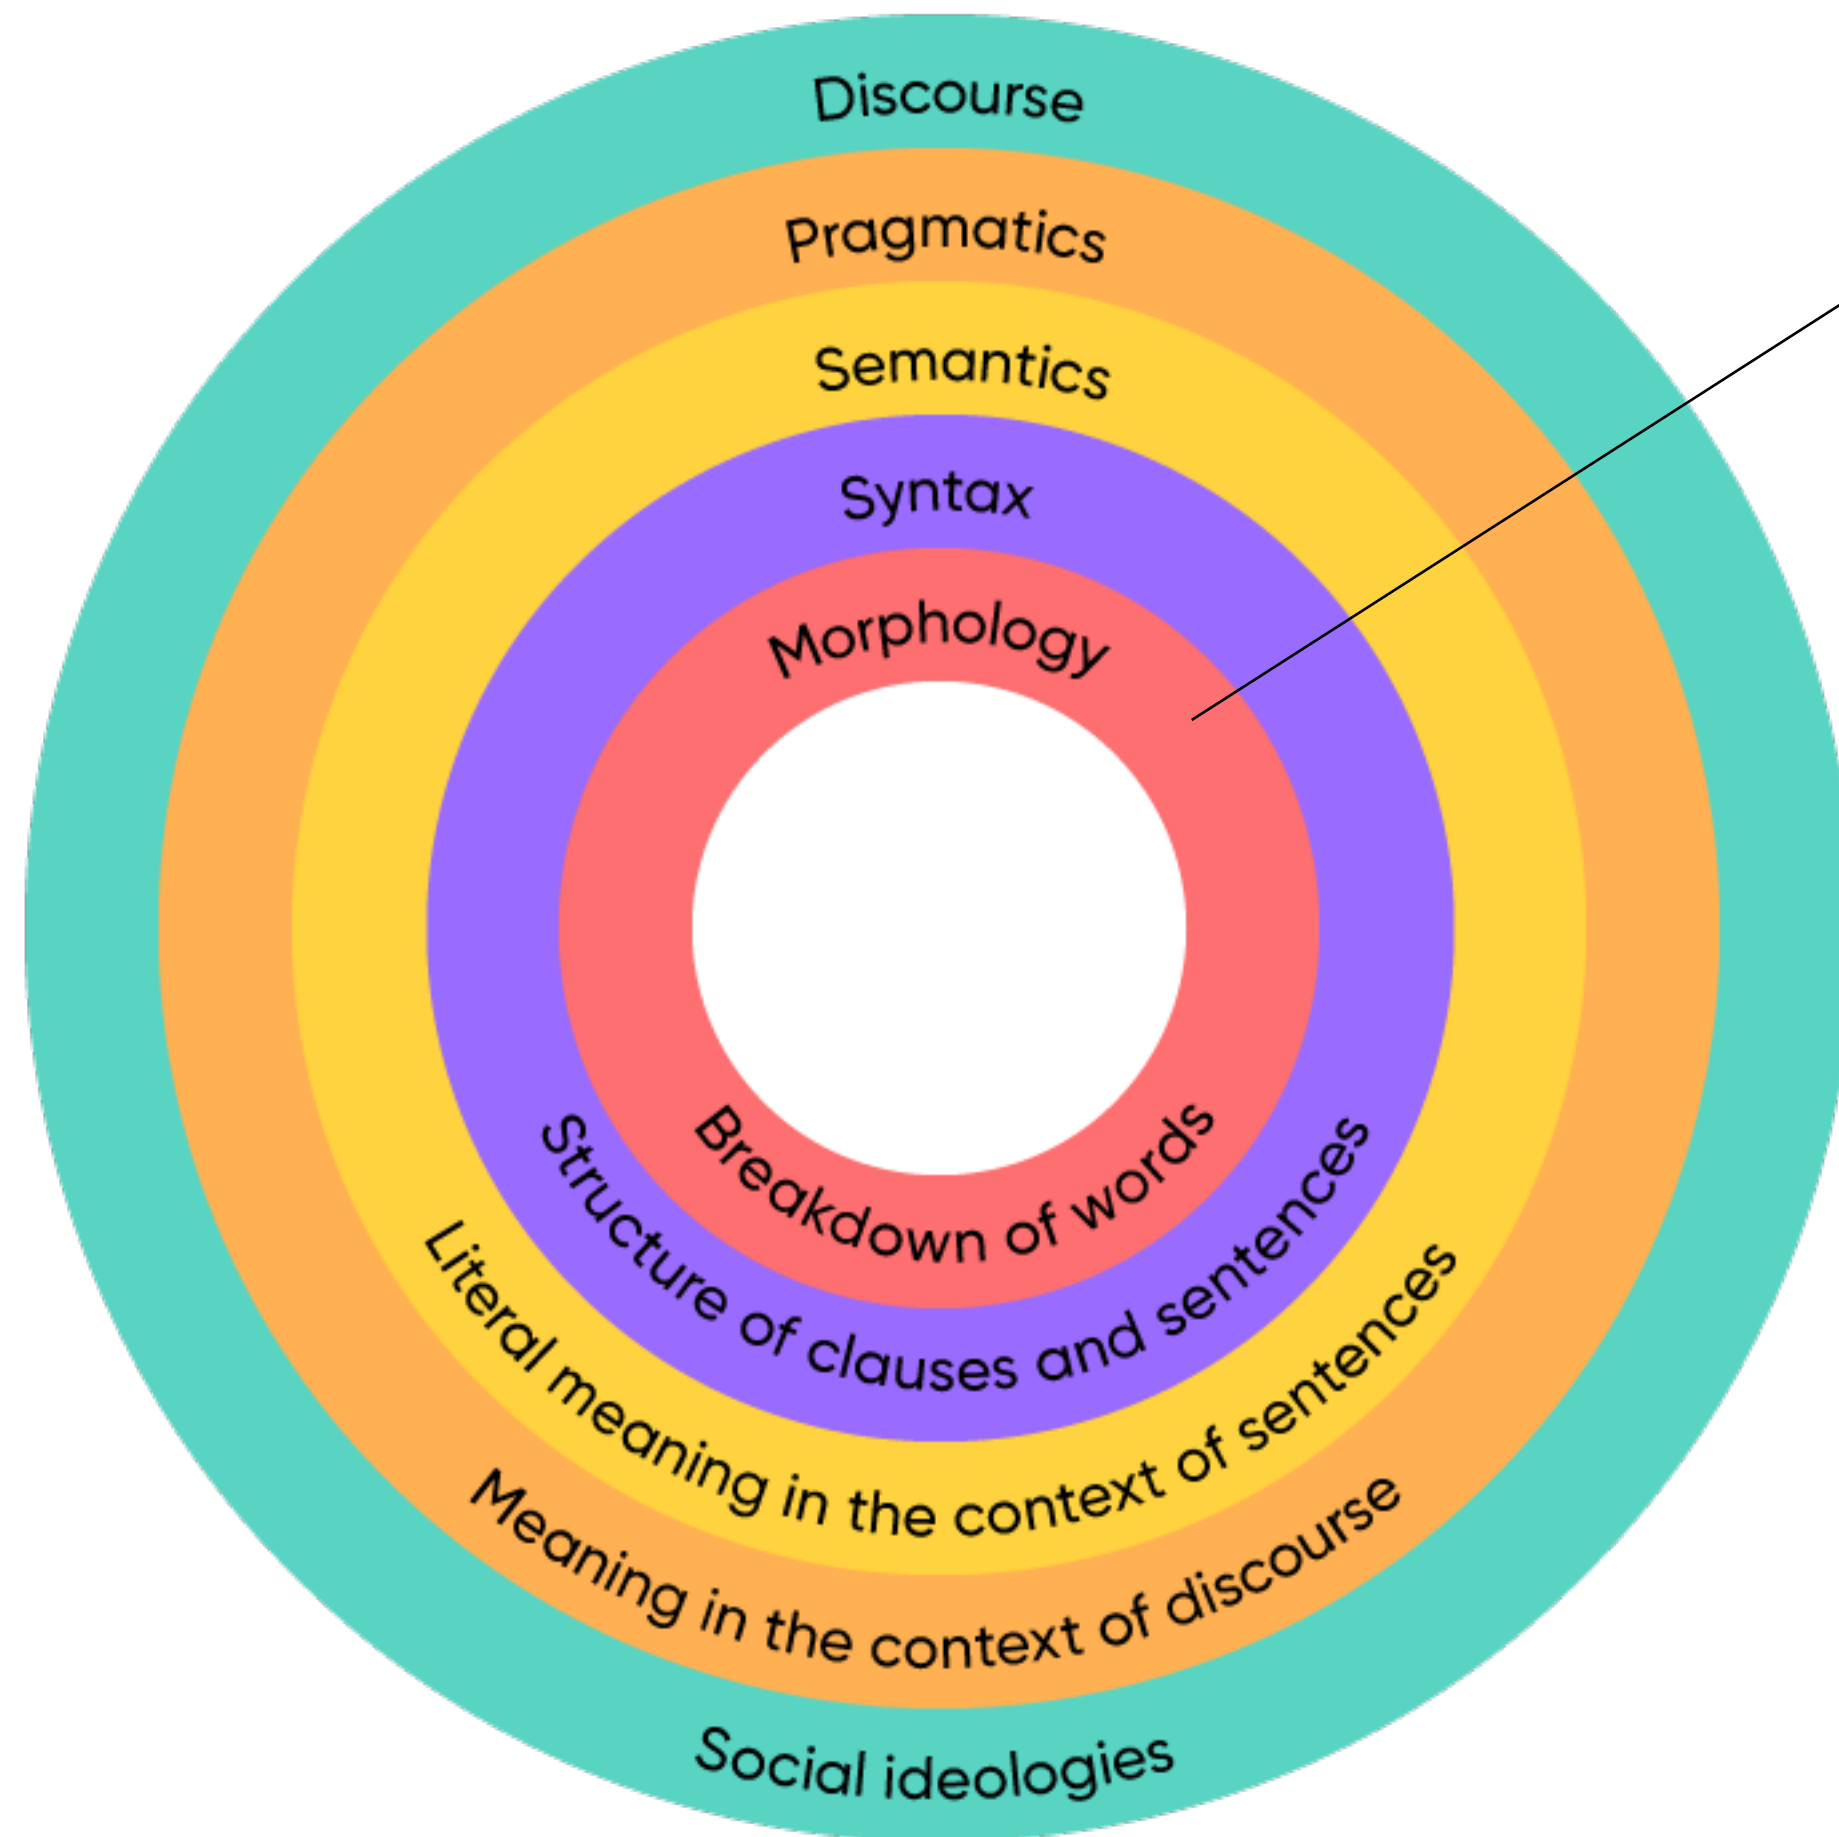 Discourse
Pragmatics
Semantics
Syntax
Morphology
Breakdown of words
Structure of clauses and sentences
Literal meaning in the context of sentences
Meaning in the context of discourse
Social ideologies